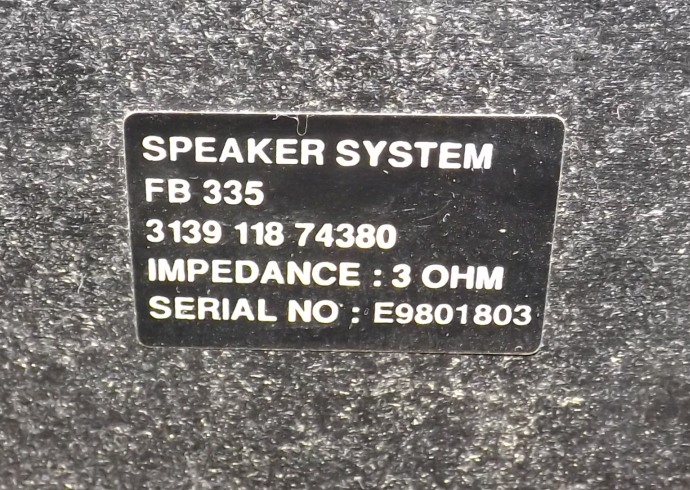 SPEAKER SYSTEM
FB 335
3139 118 74380
IMPEDANCE : 3 OHM
SERIAL NO : E9801803